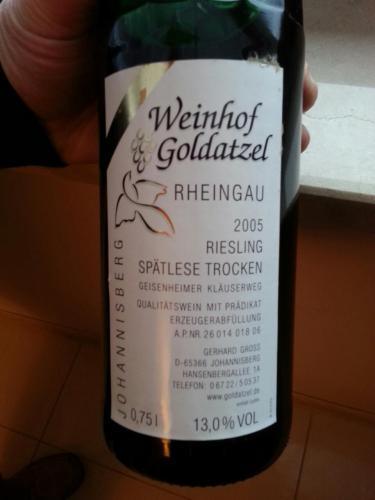 Weinhof
Goldatzel
RHEINGAU
2005
RIESLING
SPÄTLESE TROCKEN
GEISENHEIMER KLÄUSERWEG
QUALITÄTSWEIN MIT PRÄDIKAT
ERZEUGERABFÜLLUNG
A.P.NR. 26 014 018 06
GERHARD GROSS
D-65366 JOHANNISBERG
HANSENBERGALLEE 1A
TELEFON: 0 67 22 / 5 05 37
www.goldatzel.de
JOHANNISBERG
0,75 l
13,0 % VOL